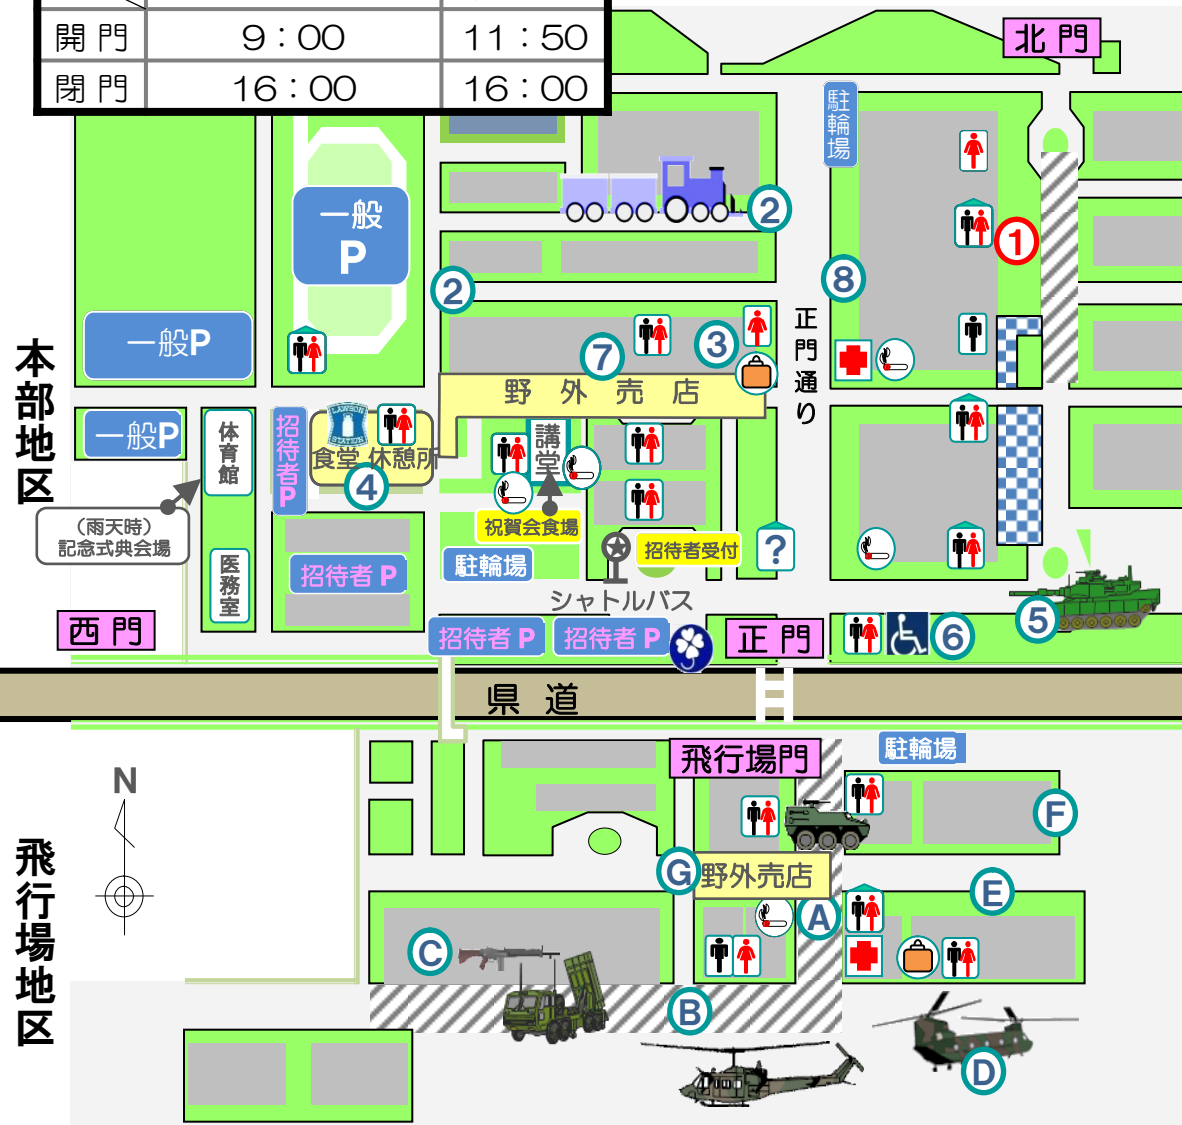 開門 9：00 11：50
閉門 16：00 16：00
北門
駐輪場
一般
P
②
①
②
⑧
正門通り
一般P
③
⑦
野外売店
本部地区
一般P
体育館
招待者P
LAWSON
STATION
食堂 休憩所
④
講堂
（雨天時）
記念式典会場
祝賀会食場
招待者受付
?
医務室
招待者 P
駐輪場
シャトルバス
⑤
西門
招待者 P
招待者 P
正門
⑥
県道
飛行場門
駐輪場
N
F
飛行場地区
G
野外売店
E
A
C
B
D